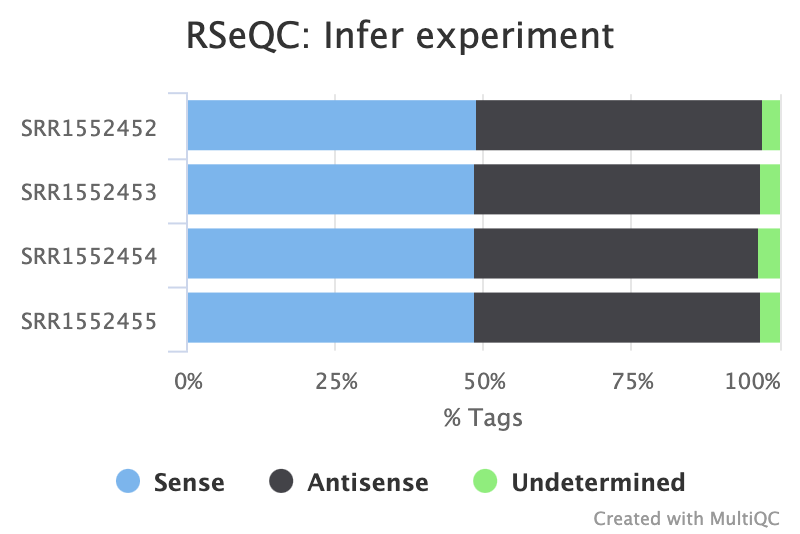 RSeQC: Infer experiment
SRR1552452
SRR1552453
SRR1552454
SRR1552455
0% 25% 50% 75% 100%
% Tags
Sense Antisense Undetermined
Created with MultiQC